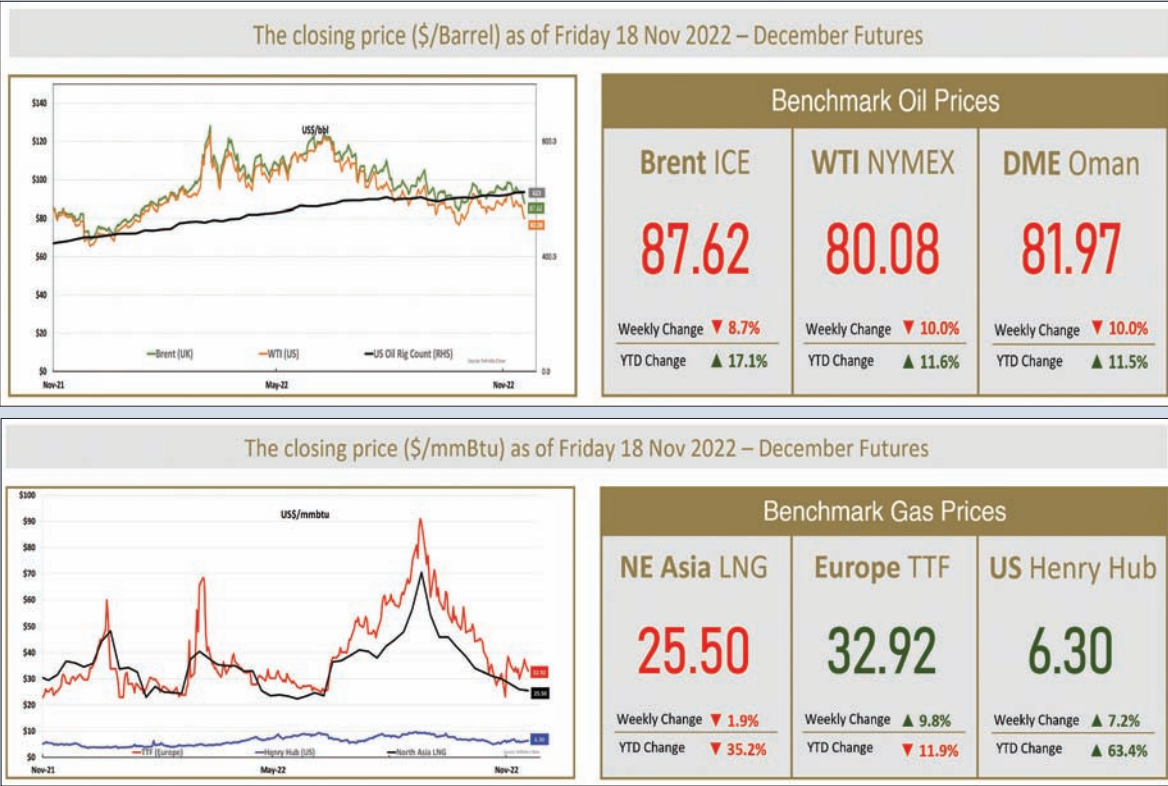 The closing price ($/Barrel) as of Friday 18 Nov 2022 – December Futures
$140
$120
$100
$80
$60
$40
$20
$0
US$/bbl
600.0
400.0
0.0
623
87.62
80.08
Brent (UK)
WTI (US)
US Oil Rig Count (RHS)
Nov-21
May-22
Nov-22
Benchmark Oil Prices
Brent ICE
87.62
Weekly Change ▼ 8.7%
YTD Change ▲ 17.1%
WTI NYMEX
80.08
Weekly Change ▼ 10.0%
YTD Change ▲ 11.6%
DME Oman
81.97
Weekly Change ▼ 10.0%
YTD Change ▲ 11.5%
The closing price ($/mmBtu) as of Friday 18 Nov 2022 – December Futures
$100
$90
$80
$70
$60
$50
$40
$30
$20
$10
$0
US$/mmbtu
32.92
25.50
6.30
TTF (Europe)
Henry Hub (US)
North Asia LNG
Nov-21
May-22
Nov-22
Benchmark Gas Prices
NE Asia LNG
25.50
Weekly Change ▼ 1.9%
YTD Change ▼ 35.2%
Europe TTF
32.92
Weekly Change ▲ 9.8%
YTD Change ▼ 11.9%
US Henry Hub
6.30
Weekly Change ▲ 7.2%
YTD Change ▲ 63.4%